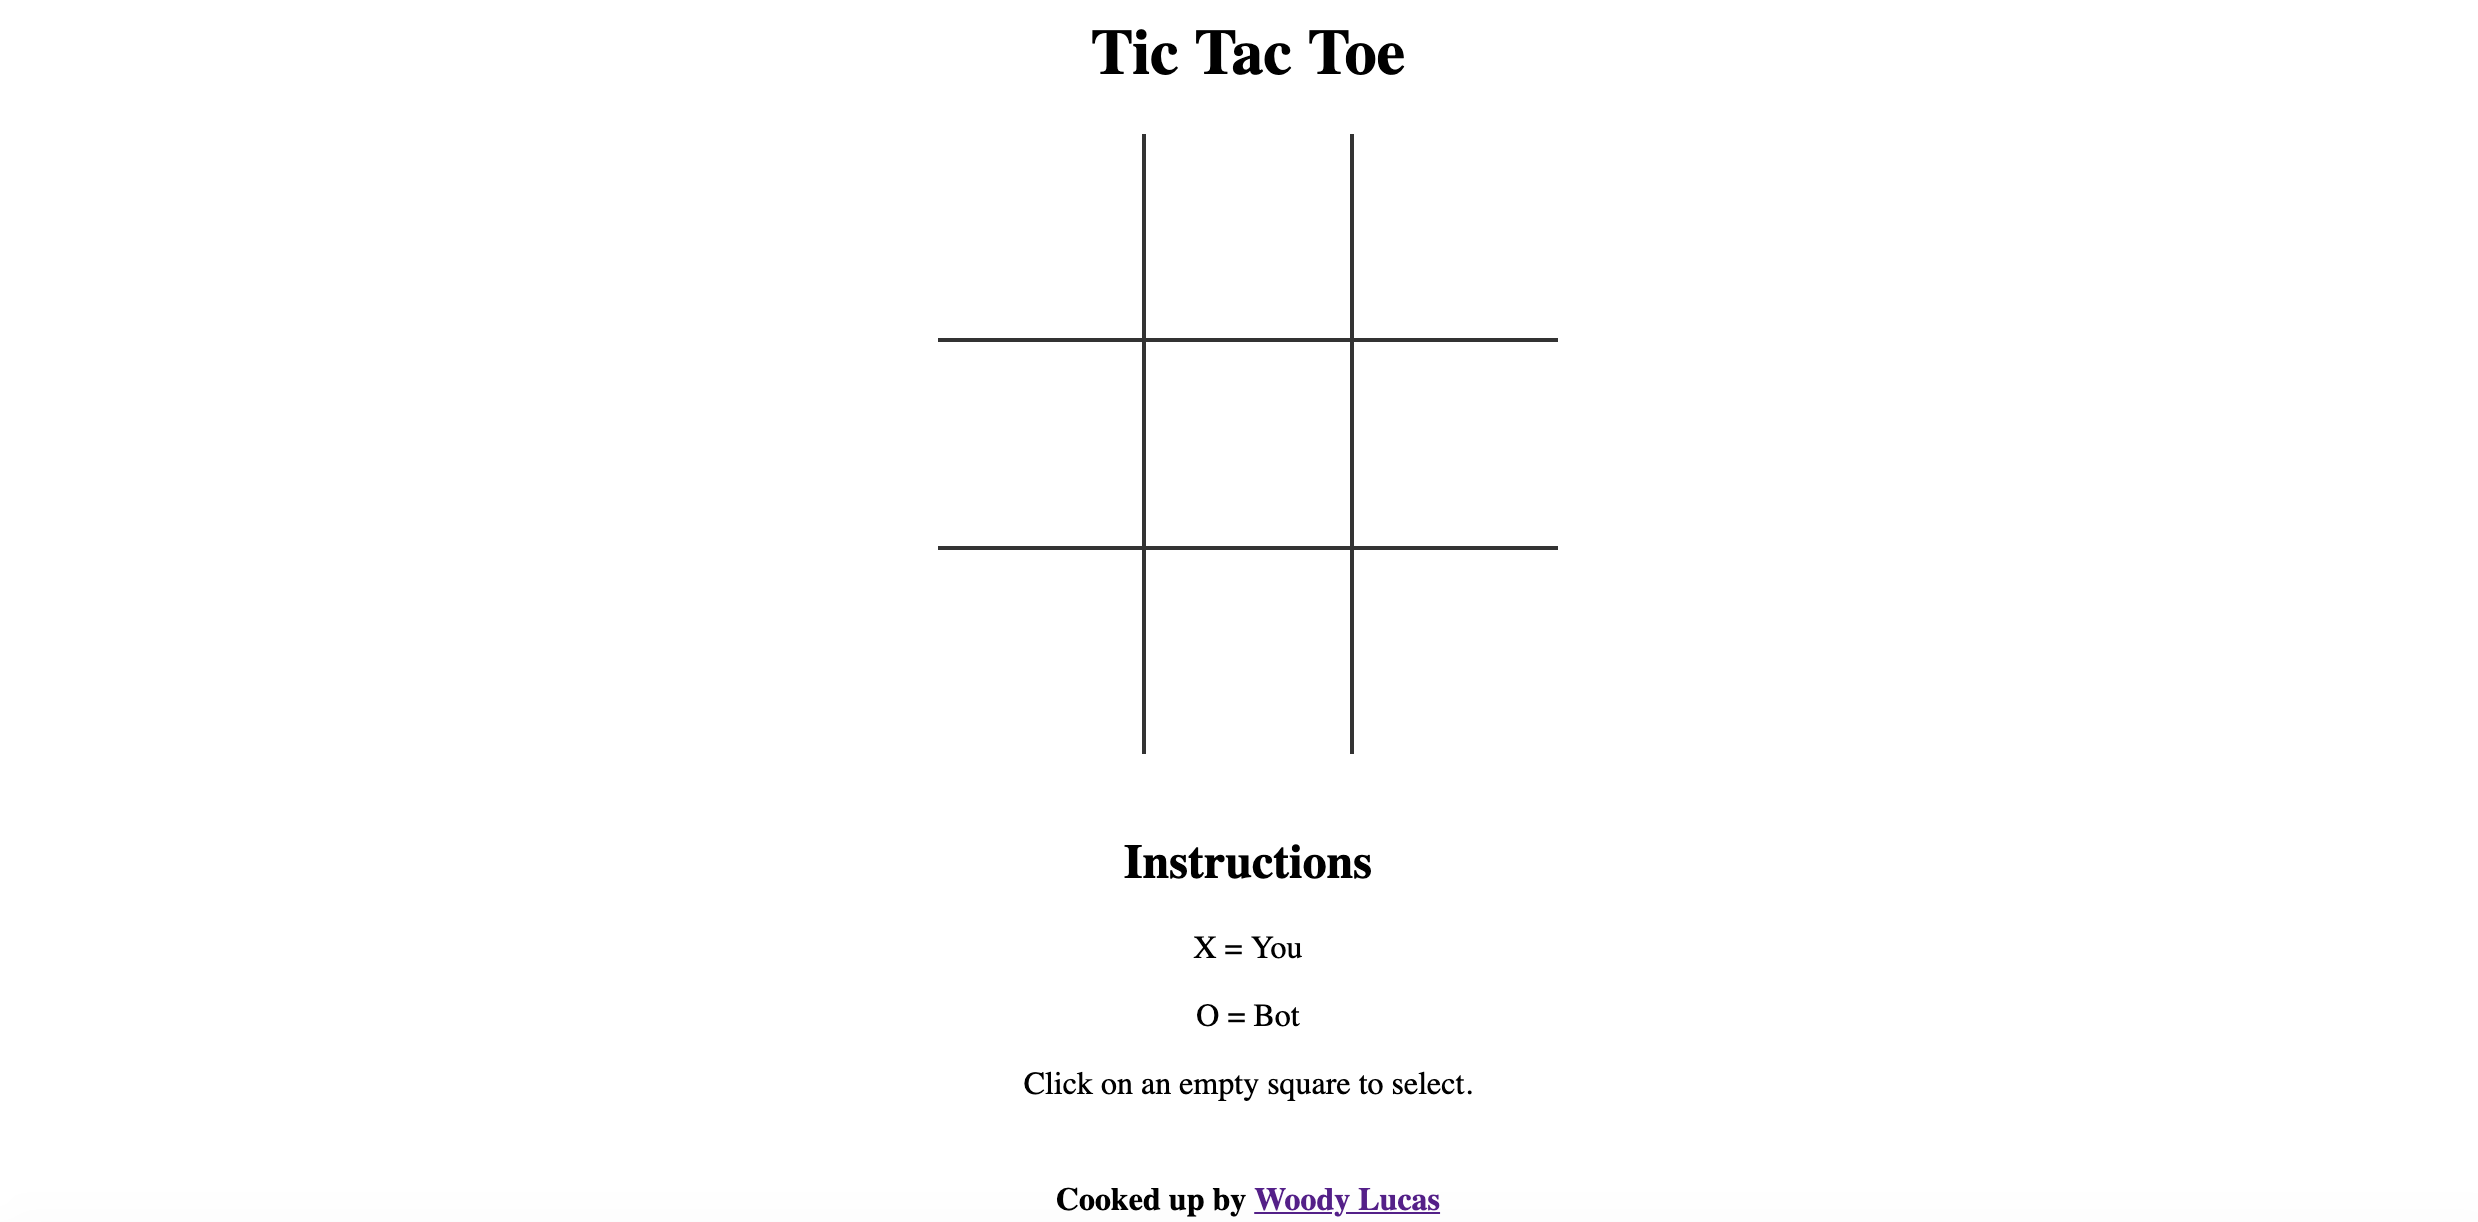 Tic Tac Toe
Instructions
X = You
O = Bot
Click on an empty square to select.
Cooked up by Woody Lucas